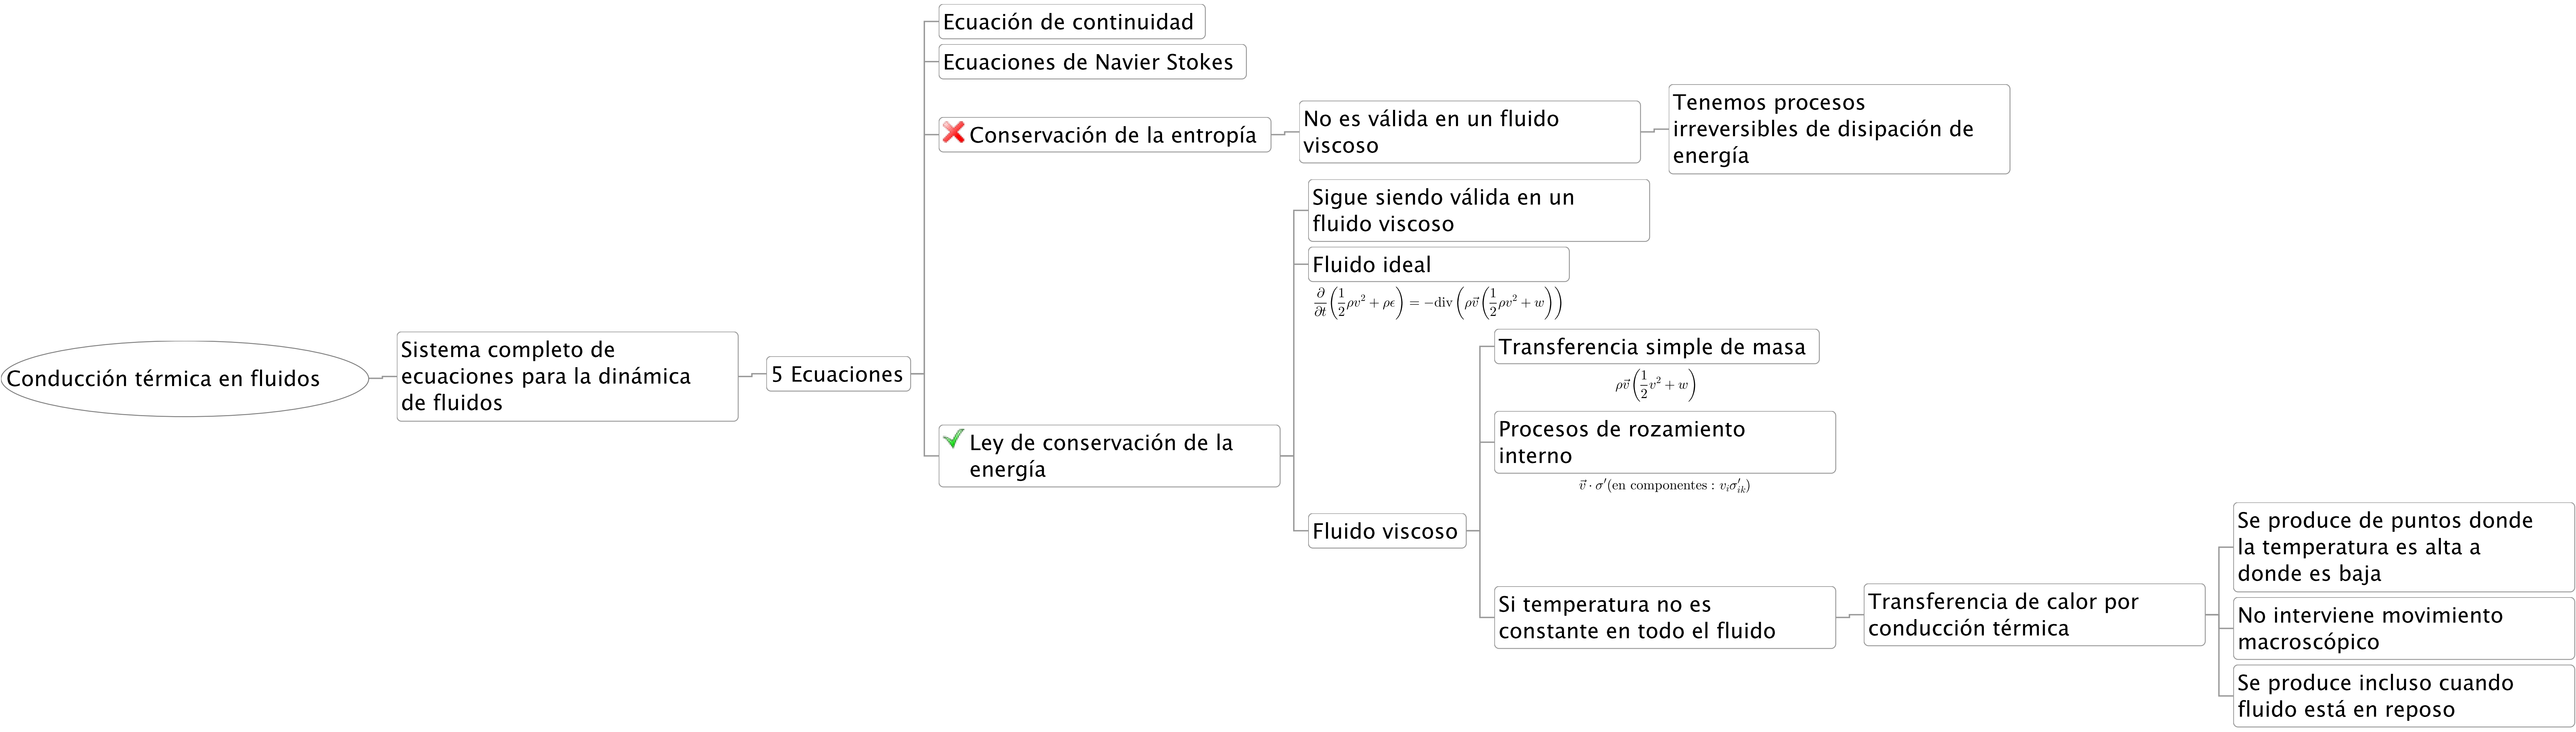 Conducción térmica en fluidos
Sistema completo de
ecuaciones para la dinámica
de fluidos
5 Ecuaciones
Ecuación de continuidad
Ecuaciones de Navier Stokes
Conservación de la entropía
No es válida en un fluido
viscoso
Tenemos procesos
irreversibles de disipación de
energía
Ley de conservación de la
energía
Sigue siendo válida en un
fluido viscoso
Fluido ideal
∂/∂t (1/2 ρv² + ρϵ) = −div (ρv⃗ (1/2 ρv² + w))
Fluido viscoso
Transferencia simple de masa
ρv⃗ (1/2 v² + w)
Procesos de rozamiento
interno
v⃗ · σ′(en componentes : vᵢσ′ᵢₖ)
Si temperatura no es
constante en todo el fluido
Transferencia de calor por
conducción térmica
Se produce de puntos donde
la temperatura es alta a
donde es baja
No interviene movimiento
macroscópico
Se produce incluso cuando
fluido está en reposo